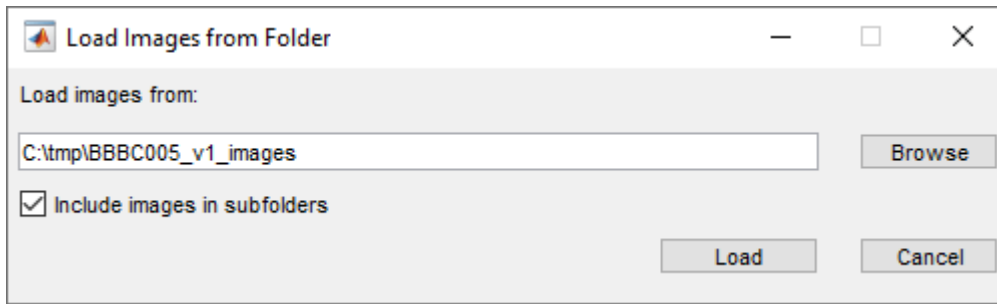 Load Images from Folder
Load images from:
C:\tmp\BBBC005_v1_images
Browse
Include images in subfolders
Load
Cancel